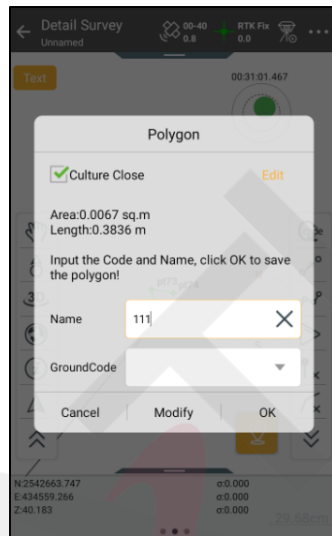 Detail Survey
Unnamed
00-40
0.8
RTK Fix
0.0
Text
00:31:01.467
Polygon
Culture Close
Edit
Area:0.0067 sq.m
Length:0.3836 m
Input the Code and Name, click OK to save
the polygon!
Name
111
GroundCode
Cancel
Modify
OK
N:2542663.747
σ:0.000
E:434559.266
σ:0.000
Z:40.183
σ:0.000
29.68cm